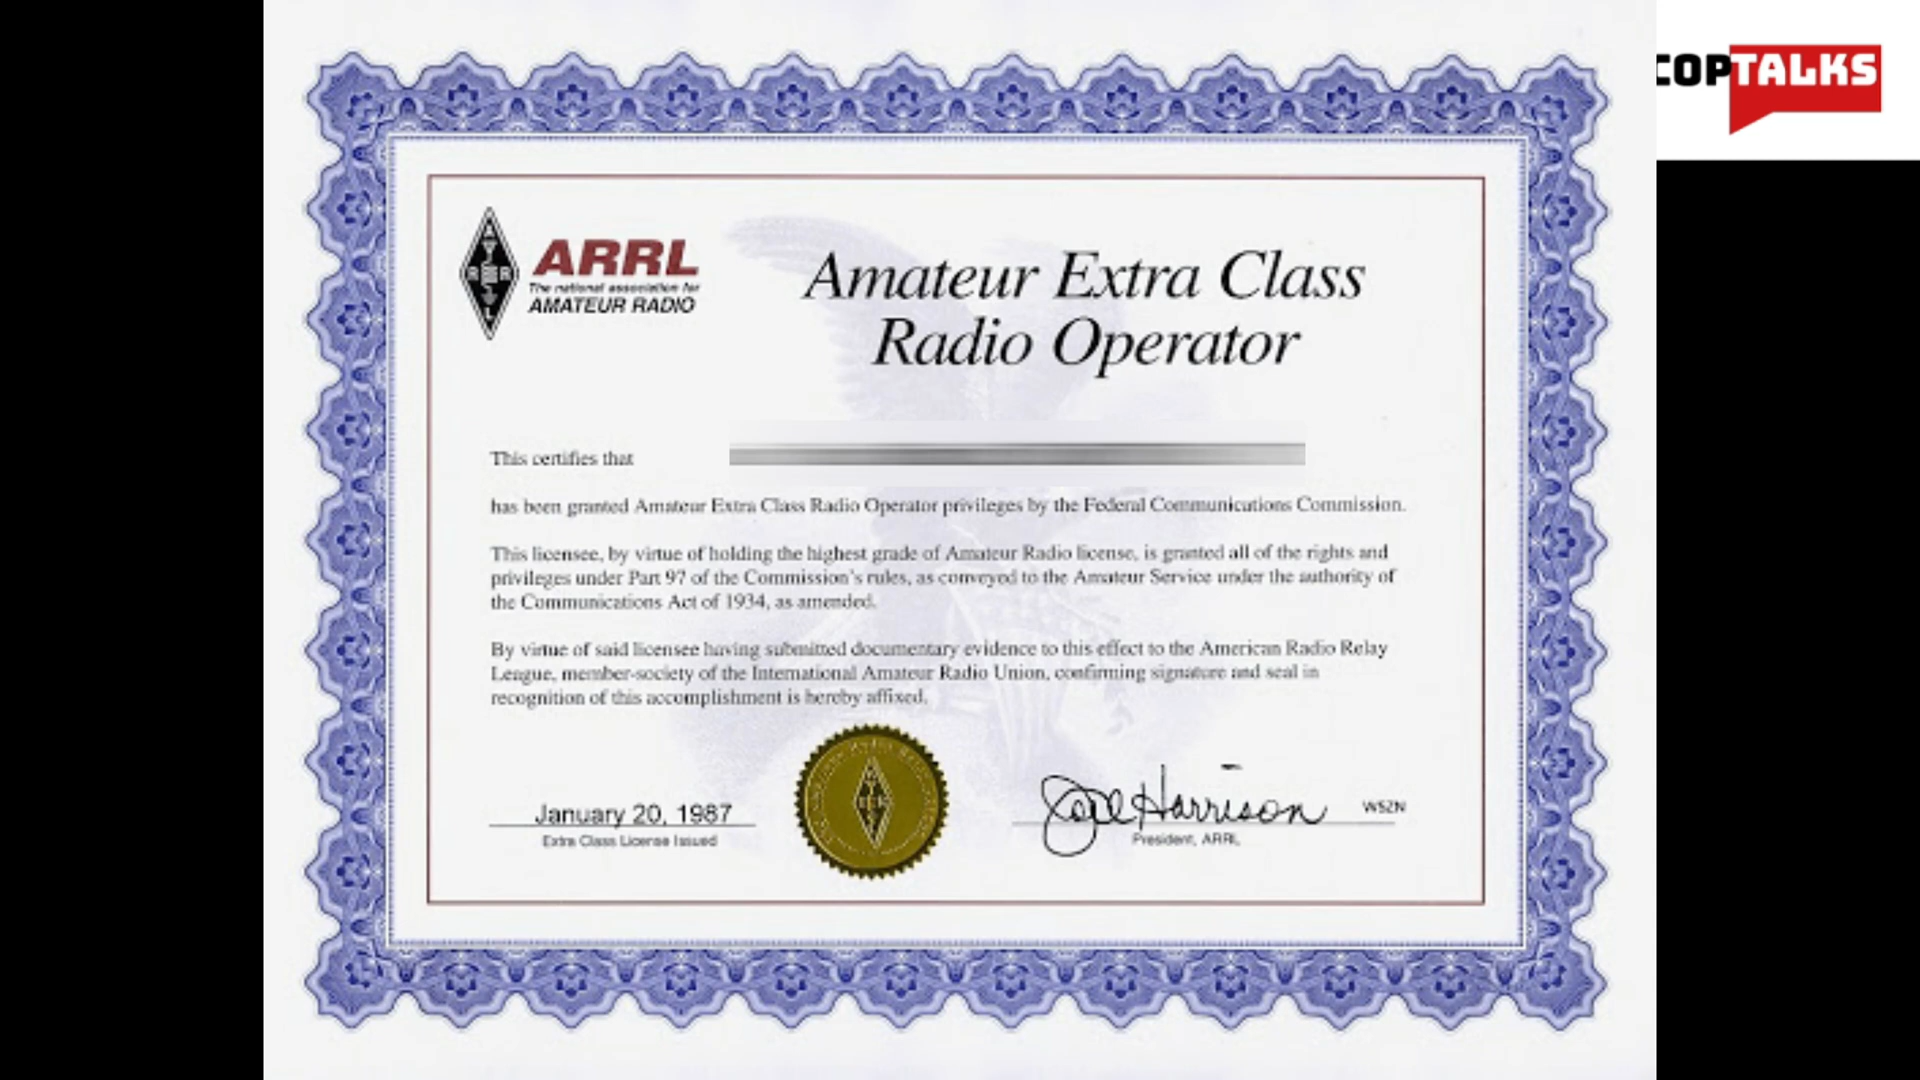 COPTALKS
ARRL
The national association for
AMATEUR RADIO
Amateur Extra Class
Radio Operator
This certifies that
has been granted Amateur Extra Class Radio Operator privileges by the Federal Communications Commission.
This licensee, by virtue of holding the highest grade of Amateur Radio license, is granted all of the rights and
privileges under Part 97 of the Commission's rules, as conveyed to the Amateur Service under the authority of
the Communications Act of 1934, as amended.
By virtue of said licensee having submitted documentary evidence to this effect to the American Radio Relay
League, member-society of the International Amateur Radio Union, confirming signature and seal in
recognition of this accomplishment is hereby affixed.
January 20, 1987
Extra Class License Issued
Joel Harrison W5ZN
President, ARRL